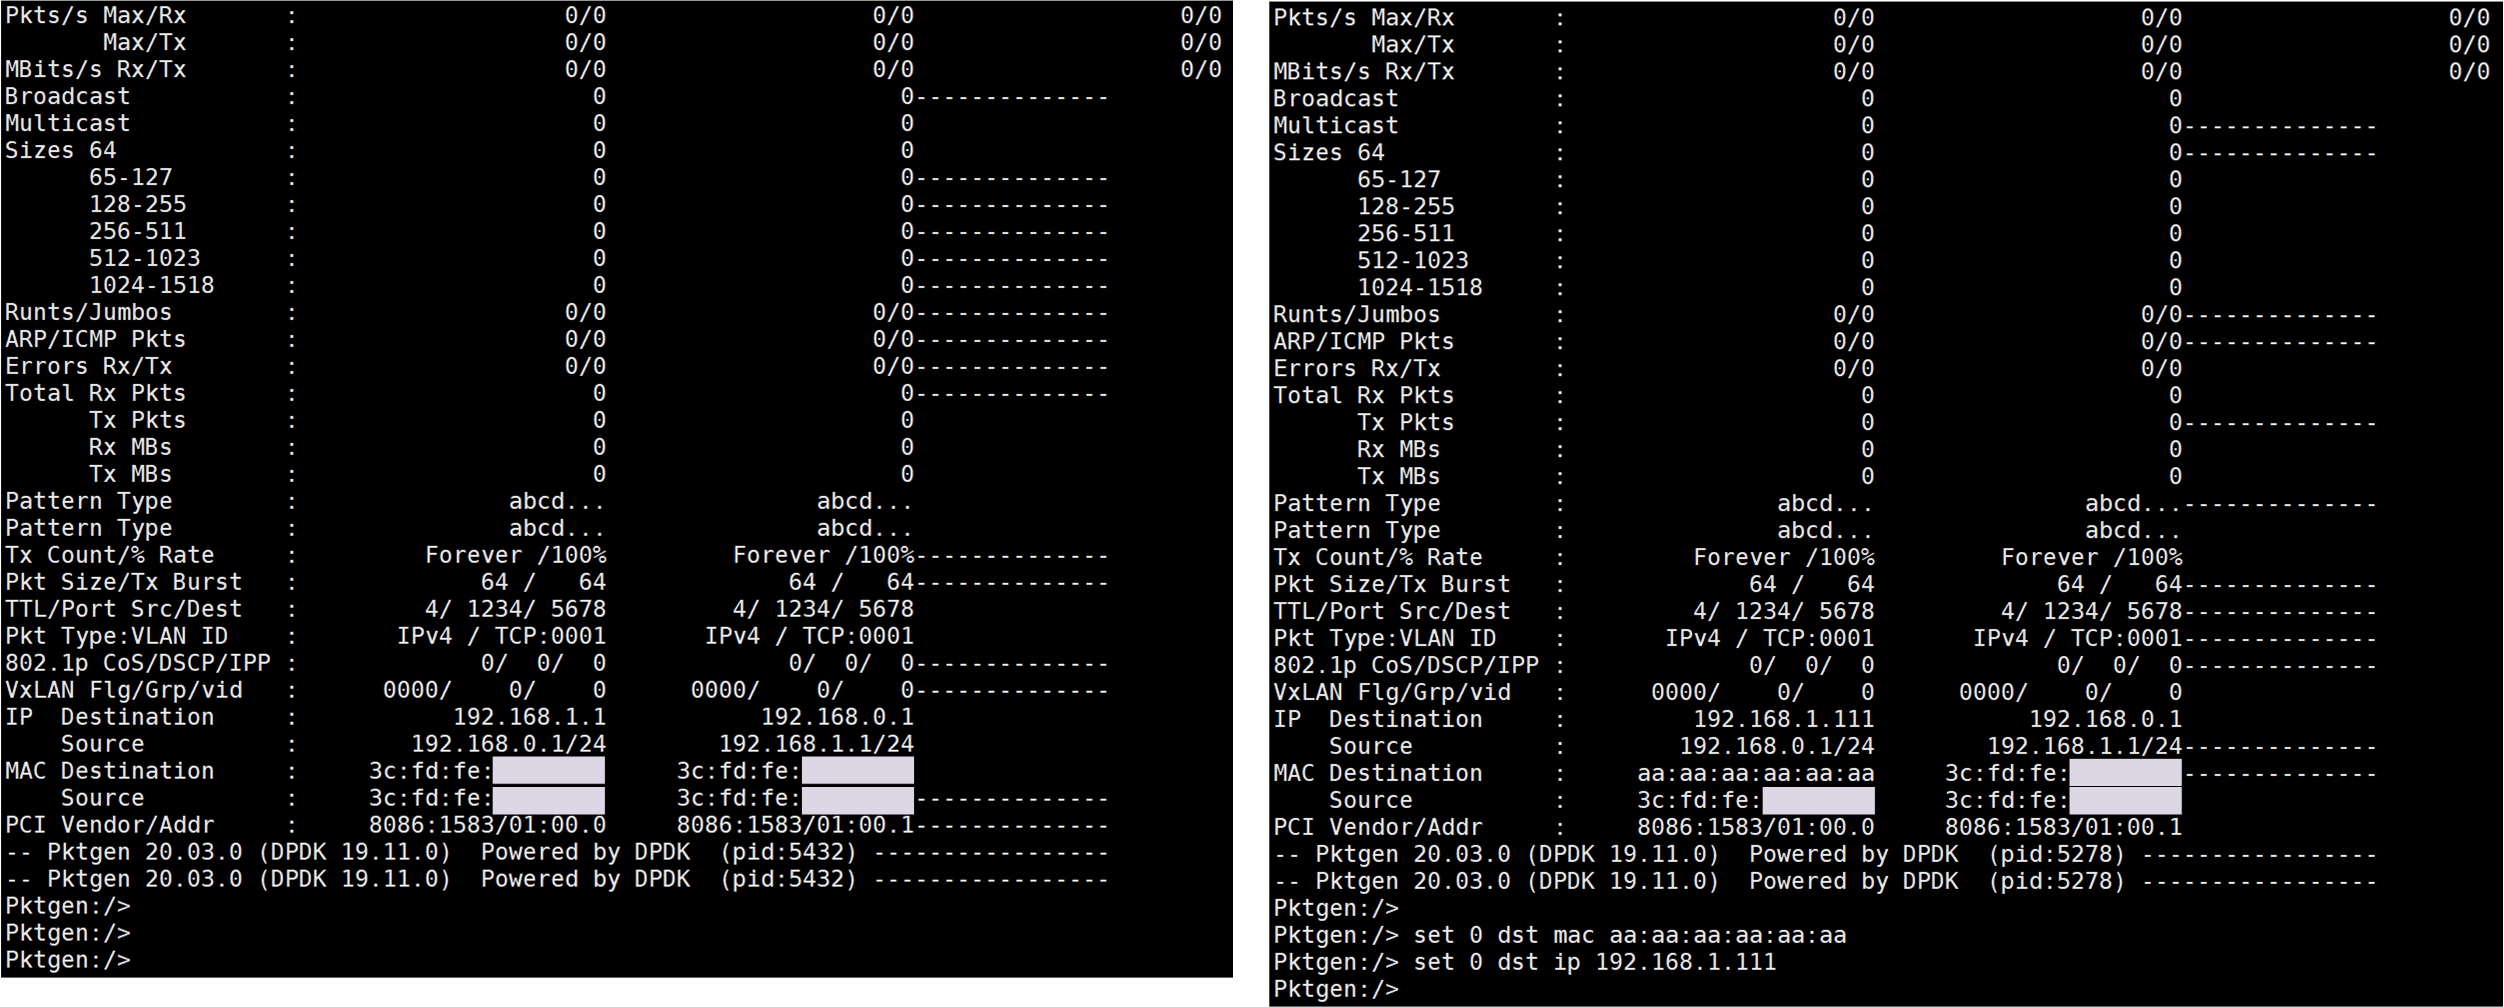 Pkts/s Max/Rx : 0/0 0/0 0/0
Max/Tx : 0/0 0/0 0/0
MBits/s Rx/Tx : 0/0 0/0 0/0
Broadcast : 0 0--------------
Multicast : 0 0
Sizes 64 : 0 0
65-127 : 0 0--------------
128-255 : 0 0--------------
256-511 : 0 0--------------
512-1023 : 0 0--------------
1024-1518 : 0 0--------------
Runts/Jumbos : 0/0 0/0--------------
ARP/ICMP Pkts : 0/0 0/0--------------
Errors Rx/Tx : 0/0 0/0--------------
Total Rx Pkts : 0 0--------------
Tx Pkts : 0 0
Rx MBs : 0 0
Tx MBs : 0 0
Pattern Type : abcd... abcd...
Pattern Type : abcd... abcd...
Tx Count/% Rate : Forever /100% Forever /100%--------------
Pkt Size/Tx Burst : 64 / 64 64 / 64--------------
TTL/Port Src/Dest : 4/ 1234/ 5678 4/ 1234/ 5678
Pkt Type:VLAN ID : IPv4 / TCP:0001 IPv4 / TCP:0001
802.1p CoS/DSCP/IPP : 0/ 0/ 0 0/ 0/ 0--------------
VxLAN Flg/Grp/vid : 0000/ 0/ 0 0000/ 0/ 0--------------
IP Destination : 192.168.1.1 192.168.0.1
Source : 192.168.0.1/24 192.168.1.1/24
MAC Destination : 3c:fd:fe: 3c:fd:fe:
Source : 3c:fd:fe: 3c:fd:fe: --------------
PCI Vendor/Addr : 8086:1583/01:00.0 8086:1583/01:00.1--------------
-- Pktgen 20.03.0 (DPDK 19.11.0) Powered by DPDK (pid:5432) -----------------
-- Pktgen 20.03.0 (DPDK 19.11.0) Powered by DPDK (pid:5432) -----------------
Pktgen:/>
Pktgen:/>
Pktgen:/>
Pkts/s Max/Rx : 0/0 0/0 0/0
Max/Tx : 0/0 0/0 0/0
MBits/s Rx/Tx : 0/0 0/0 0/0
Broadcast : 0 0
Multicast : 0 0--------------
Sizes 64 : 0 0--------------
65-127 : 0 0
128-255 : 0 0
256-511 : 0 0
512-1023 : 0 0
1024-1518 : 0 0
Runts/Jumbos : 0/0 0/0--------------
ARP/ICMP Pkts : 0/0 0/0--------------
Errors Rx/Tx : 0/0 0/0
Total Rx Pkts : 0 0
Tx Pkts : 0 0--------------
Rx MBs : 0 0
Tx MBs : 0 0
Pattern Type : abcd... abcd...--------------
Pattern Type : abcd... abcd...
Tx Count/% Rate : Forever /100% Forever /100%
Pkt Size/Tx Burst : 64 / 64 64 / 64--------------
TTL/Port Src/Dest : 4/ 1234/ 5678 4/ 1234/ 5678--------------
Pkt Type:VLAN ID : IPv4 / TCP:0001 IPv4 / TCP:0001--------------
802.1p CoS/DSCP/IPP : 0/ 0/ 0 0/ 0/ 0--------------
VxLAN Flg/Grp/vid : 0000/ 0/ 0 0000/ 0/ 0
IP Destination : 192.168.1.111 192.168.0.1
Source : 192.168.0.1/24 192.168.1.1/24--------------
MAC Destination : aa:aa:aa:aa:aa:aa 3c:fd:fe: --------------
Source : 3c:fd:fe: 3c:fd:fe:
PCI Vendor/Addr : 8086:1583/01:00.0 8086:1583/01:00.1
-- Pktgen 20.03.0 (DPDK 19.11.0) Powered by DPDK (pid:5278) -----------------
-- Pktgen 20.03.0 (DPDK 19.11.0) Powered by DPDK (pid:5278) -----------------
Pktgen:/>
Pktgen:/> set 0 dst mac aa:aa:aa:aa:aa:aa
Pktgen:/> set 0 dst ip 192.168.1.111
Pktgen:/>